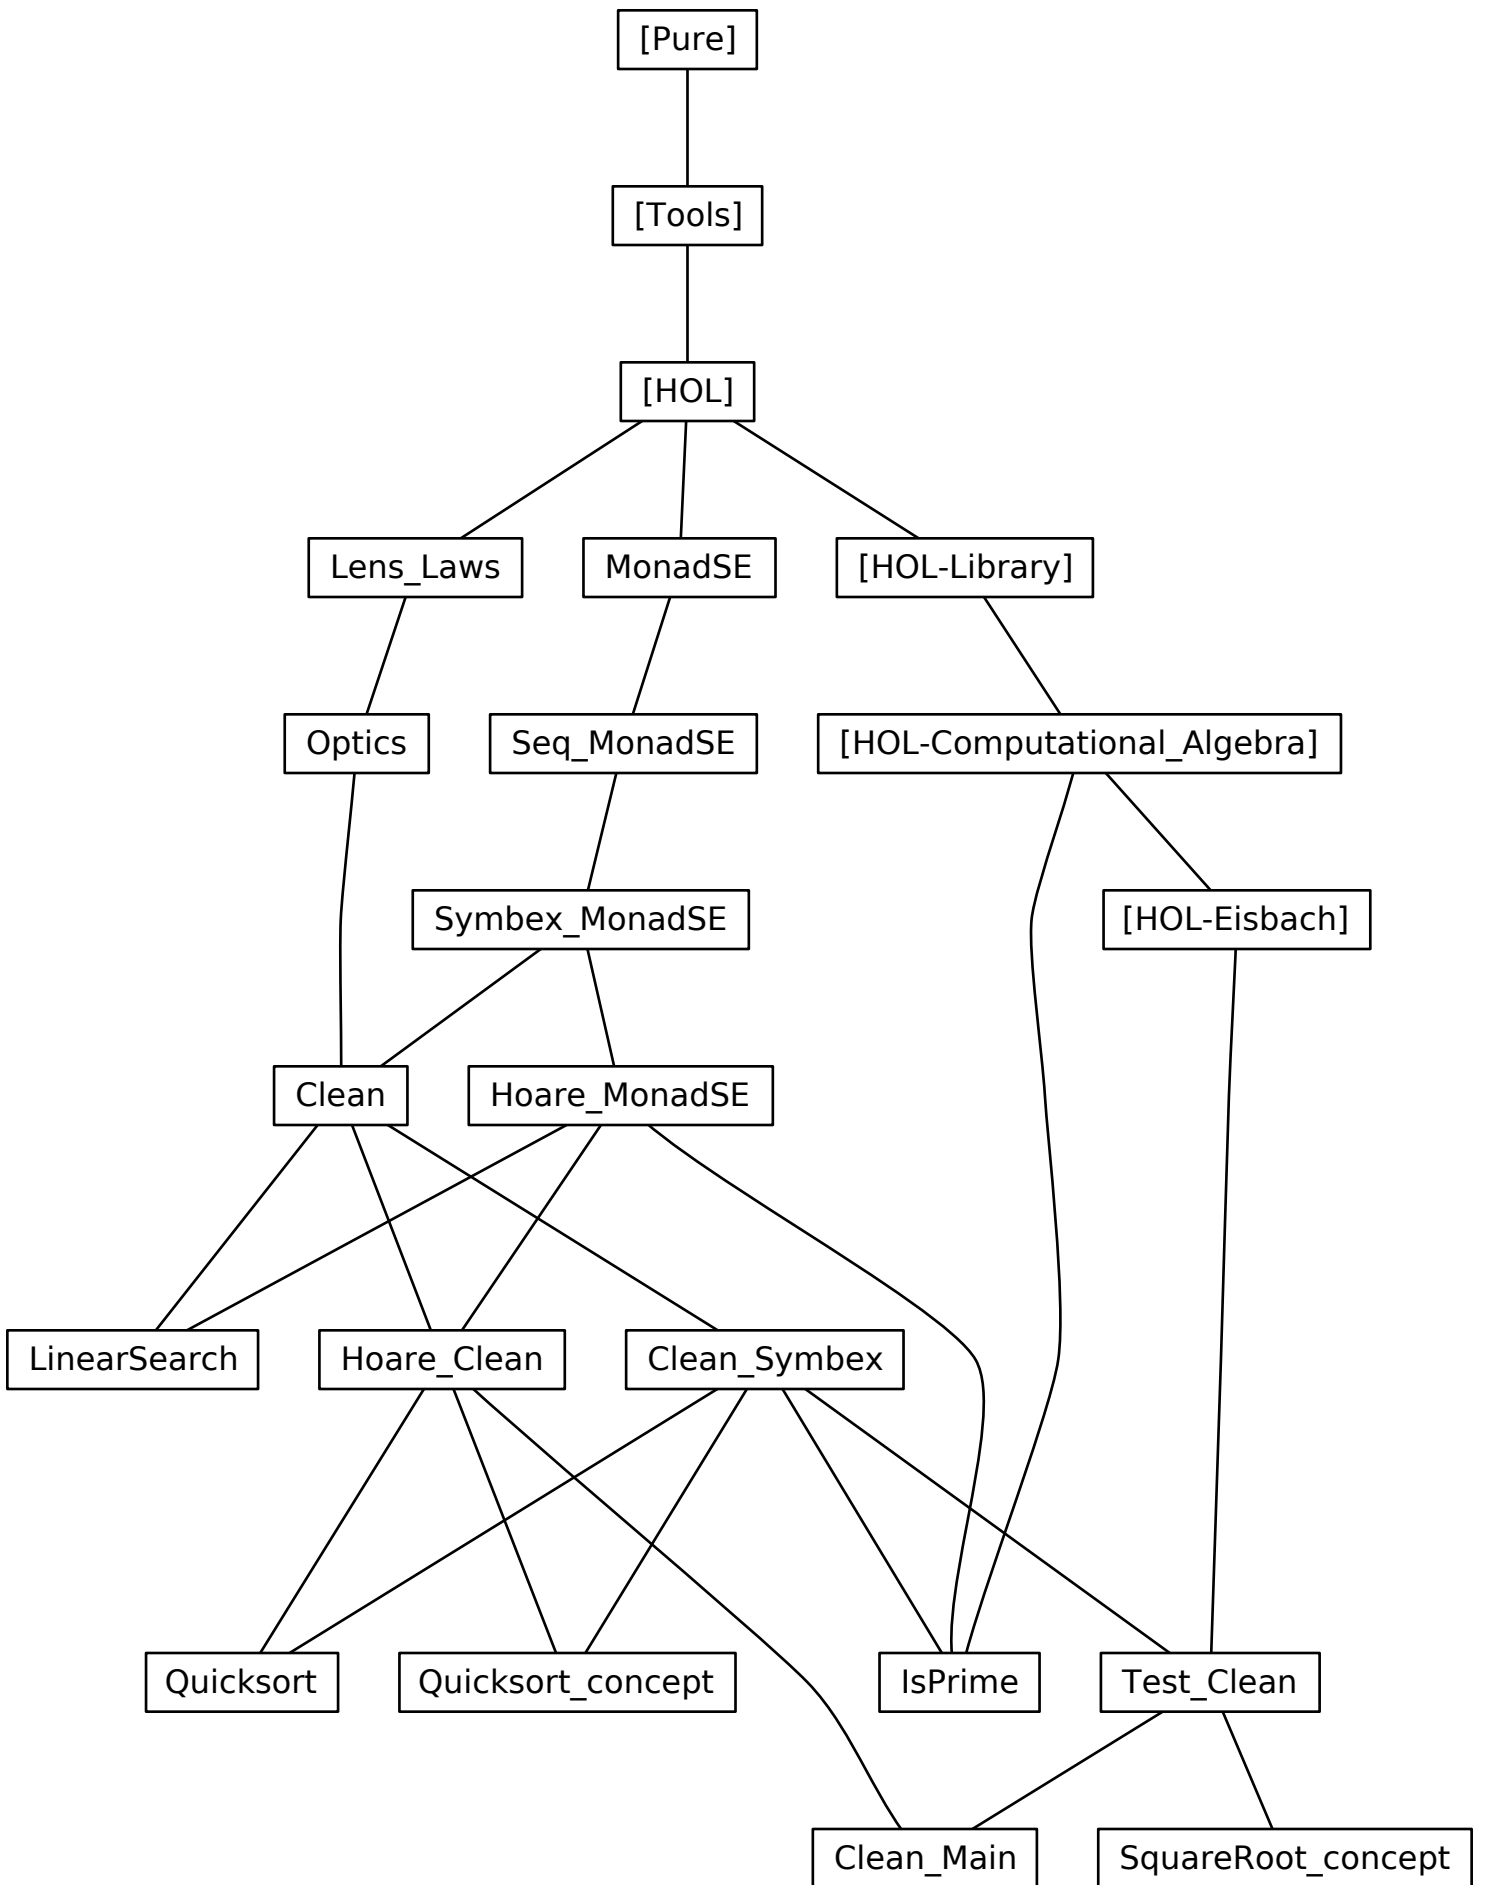 [Pure]
[Tools]
[HOL]
Lens_Laws
MonadSE
[HOL-Library]
Optics
Seq_MonadSE
[HOL-Computational_Algebra]
Symbex_MonadSE
[HOL-Eisbach]
Clean
Hoare_MonadSE
LinearSearch
Hoare_Clean
Clean_Symbex
Quicksort
Quicksort_concept
IsPrime
Test_Clean
Clean_Main
SquareRoot_concept